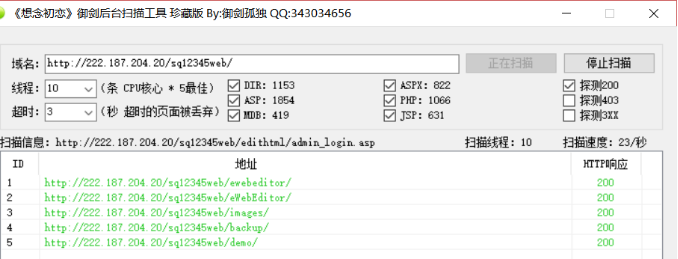 《想念初恋》御剑后台扫描工具 珍藏版 By:御剑孤独 QQ:343034656
域名: http://222.187.204.20/sq12345web/ 正在扫描 停止扫描
线程: 10 (条 CPU核心 * 5最佳) DIR: 1153 ASPX: 822 探测200
ASP: 1854 PHP: 1066 探测403
超时: 3 (秒 超时的页面被丢弃) MDB: 419 JSP: 631 探测3XX
扫描信息: http://222.187.204.20/sq12345web/edithtml/admin_login.asp 扫描线程: 10 扫描速度: 23/秒
ID 地址 HTTP响应
1 http://222.187.204.20/sq12345web/ewebeditor/ 200
2 http://222.187.204.20/sq12345web/eWebEditor/ 200
3 http://222.187.204.20/sq12345web/images/ 200
4 http://222.187.204.20/sq12345web/backup/ 200
5 http://222.187.204.20/sq12345web/demo/ 200